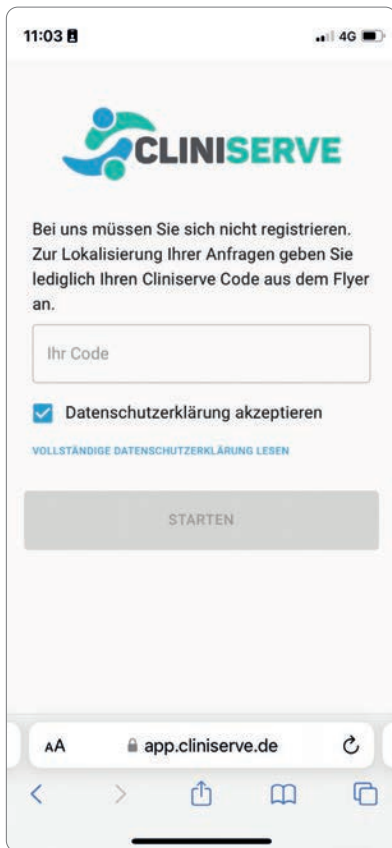 11:03
4G
CLINISERVE
Bei uns müssen Sie sich nicht registrieren.
Zur Lokalisierung Ihrer Anfragen geben Sie
lediglich Ihren Cliniserve Code aus dem Flyer
an.
Ihr Code
Datenschutzerklärung akzeptieren
VOLLSTÄNDIGE DATENSCHUTZERKLÄRUNG LESEN
STARTEN
AA
app.cliniserve.de